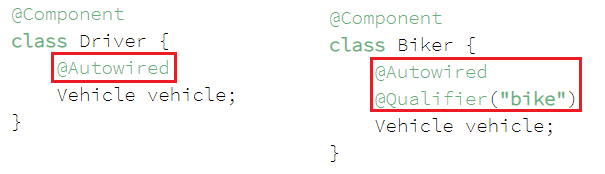 @Component
class Driver {
@Autowired
Vehicle vehicle;
}
@Component
class Biker {
@Autowired
@Qualifier("bike")
Vehicle vehicle;
}